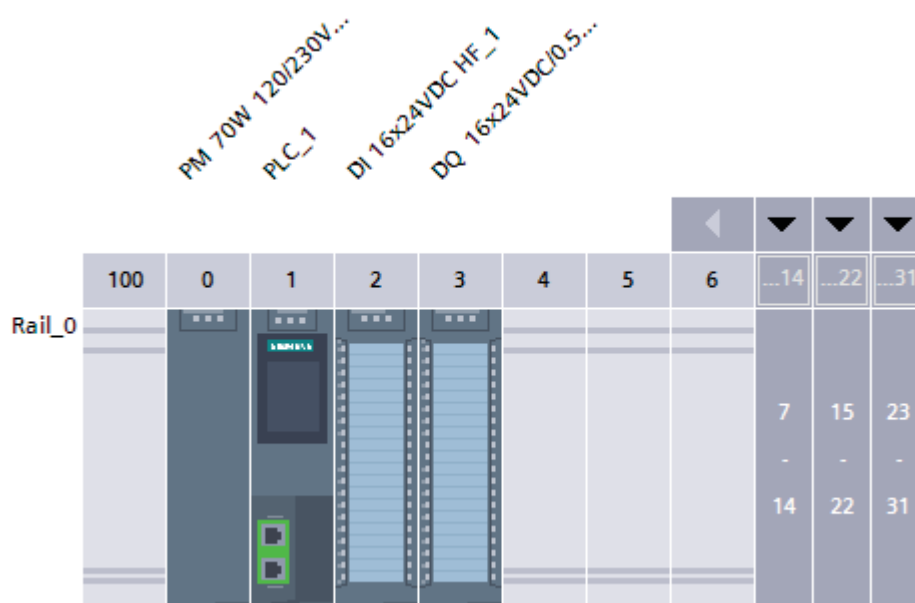 PM 70W 120/230V...
PLC_1
DI 16x24VDC HF_1
DQ 16x24VDC/0.5...
100 0 1 2 3 4 5 6 ...14 ...22 ...31
Rail_0
SIEMENS
7 15 23
- - -
14 22 31